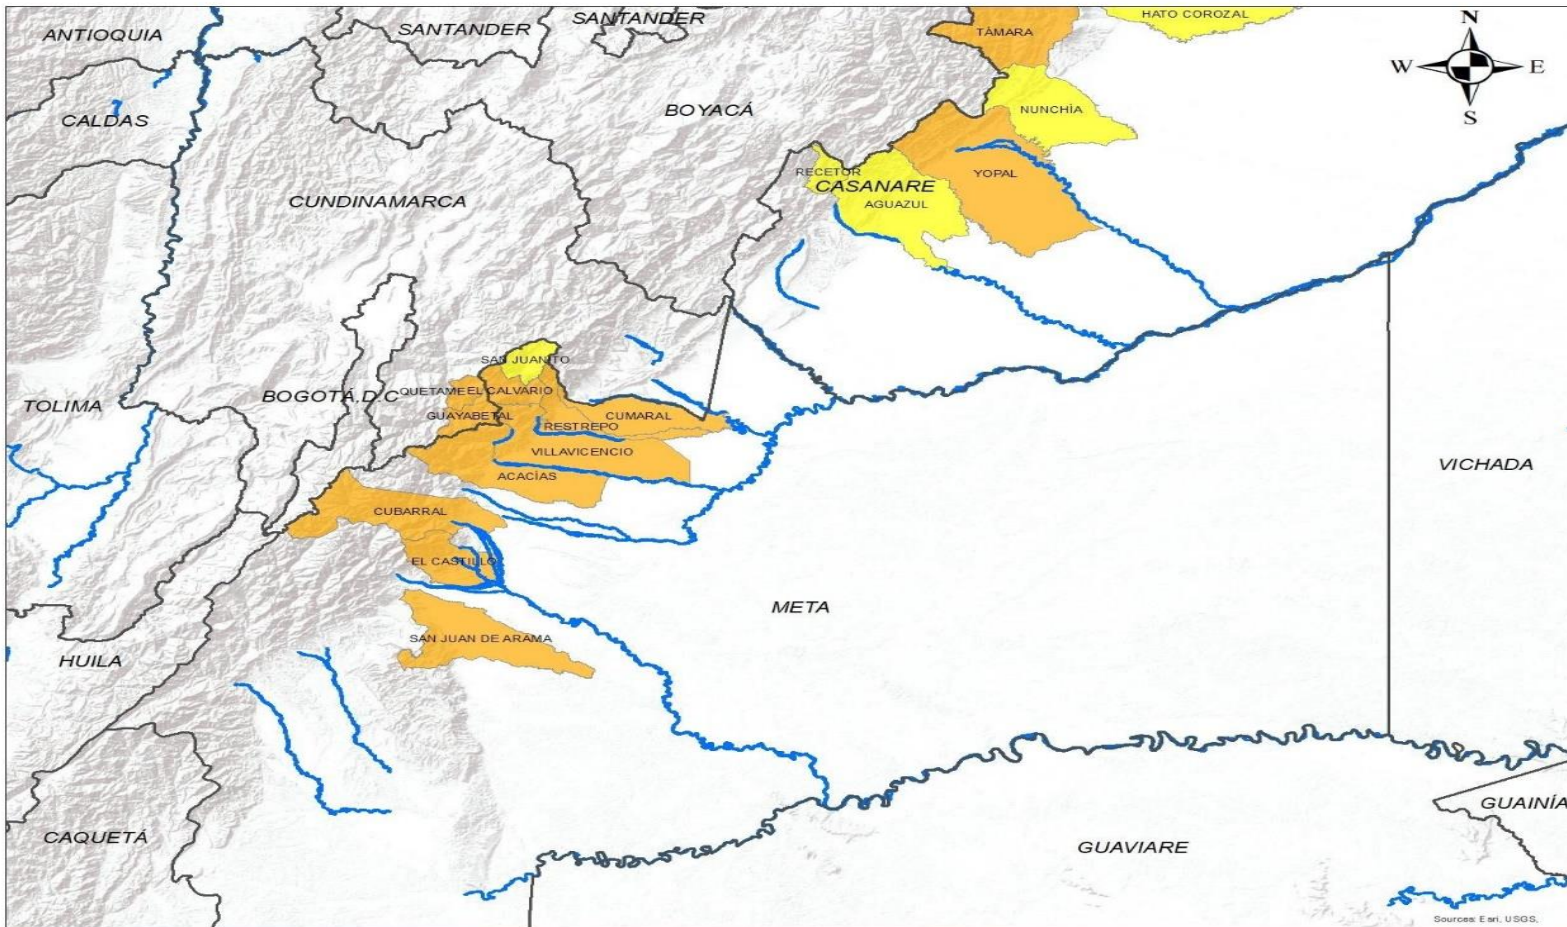 ANTIOQUIA
SANTANDER
SANTANDER
TÀMARA
HATO COROZAL
N
W
E
S
CALDAS
BOYACÁ
NUNCHÌA
CUNDINAMARCA
RECETOR
CASANARE
AGUAZUL
YOPAL
SAN JUANITO
TOLIMA
BOGOTÁ.D.C
QUETAME
EL CALVARIO
GUAYABETAL
CUMARAL
RESTREPO
VILLAVICENCIO
ACACÍAS
VICHADA
CUBARRAL
EL CASTILLO
META
SAN JUAN DE ARAMA
HUILA
CAQUETÁ
GUAVIARE
GUAINÍA
Sources: Esri, USGS,